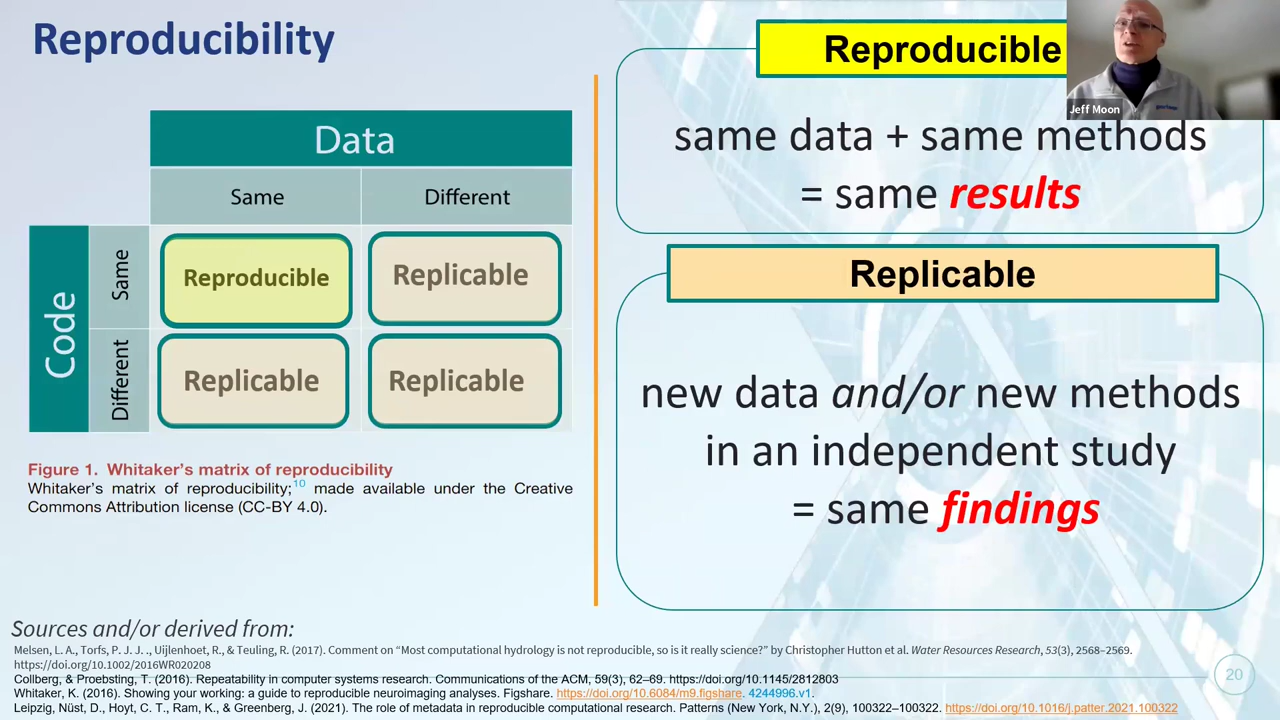 Reproducibility
Data
Same
Different
Code
Same
Reproducible
Replicable
Different
Replicable
Replicable
Figure 1. Whitaker's matrix of reproducibility
Whitaker's matrix of reproducibility;10 made available under the Creative
Commons Attribution license (CC-BY 4.0).
Reproducible
Jeff Moon
same data + same methods
= same results
Replicable
new data and/or new methods
in an independent study
= same findings
Sources and/or derived from:
Melsen, L. A., Torfs, P. J. J. ., Uijlenhoet, R., & Teuling, R. (2017). Comment on “Most computational hydrology is not reproducible, so is it really science?” by Christopher Hutton et al. Water Resources Research, 53(3), 2568–2569.
https://doi.org/10.1002/2016WR020208
Collberg, & Proebsting, T. (2016). Repeatability in computer systems research. Communications of the ACM, 59(3), 62–69. https://doi.org/10.1145/2812803
Whitaker, K. (2016). Showing your working: a guide to reproducible neuroimaging analyses. Figshare. https://doi.org/10.6084/m9.figshare. 4244996.v1.
Leipzig, Nüst, D., Hoyt, C. T., Ram, K., & Greenberg, J. (2021). The role of metadata in reproducible computational research. Patterns (New York, N.Y.), 2(9), 100322–100322. https://doi.org/10.1016/j.patter.2021.100322
20